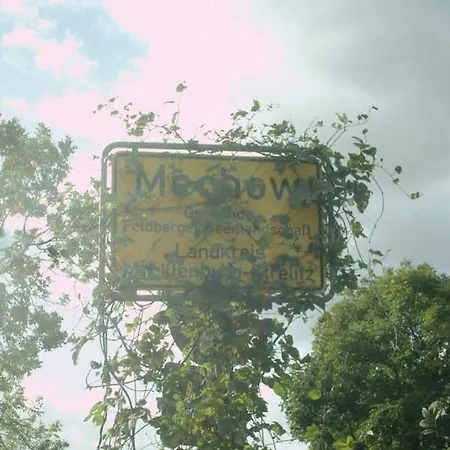 Mechow
Gemeinde
Feldberger Seenlandschaft
Landkreis
Mecklenburg-Strelitz